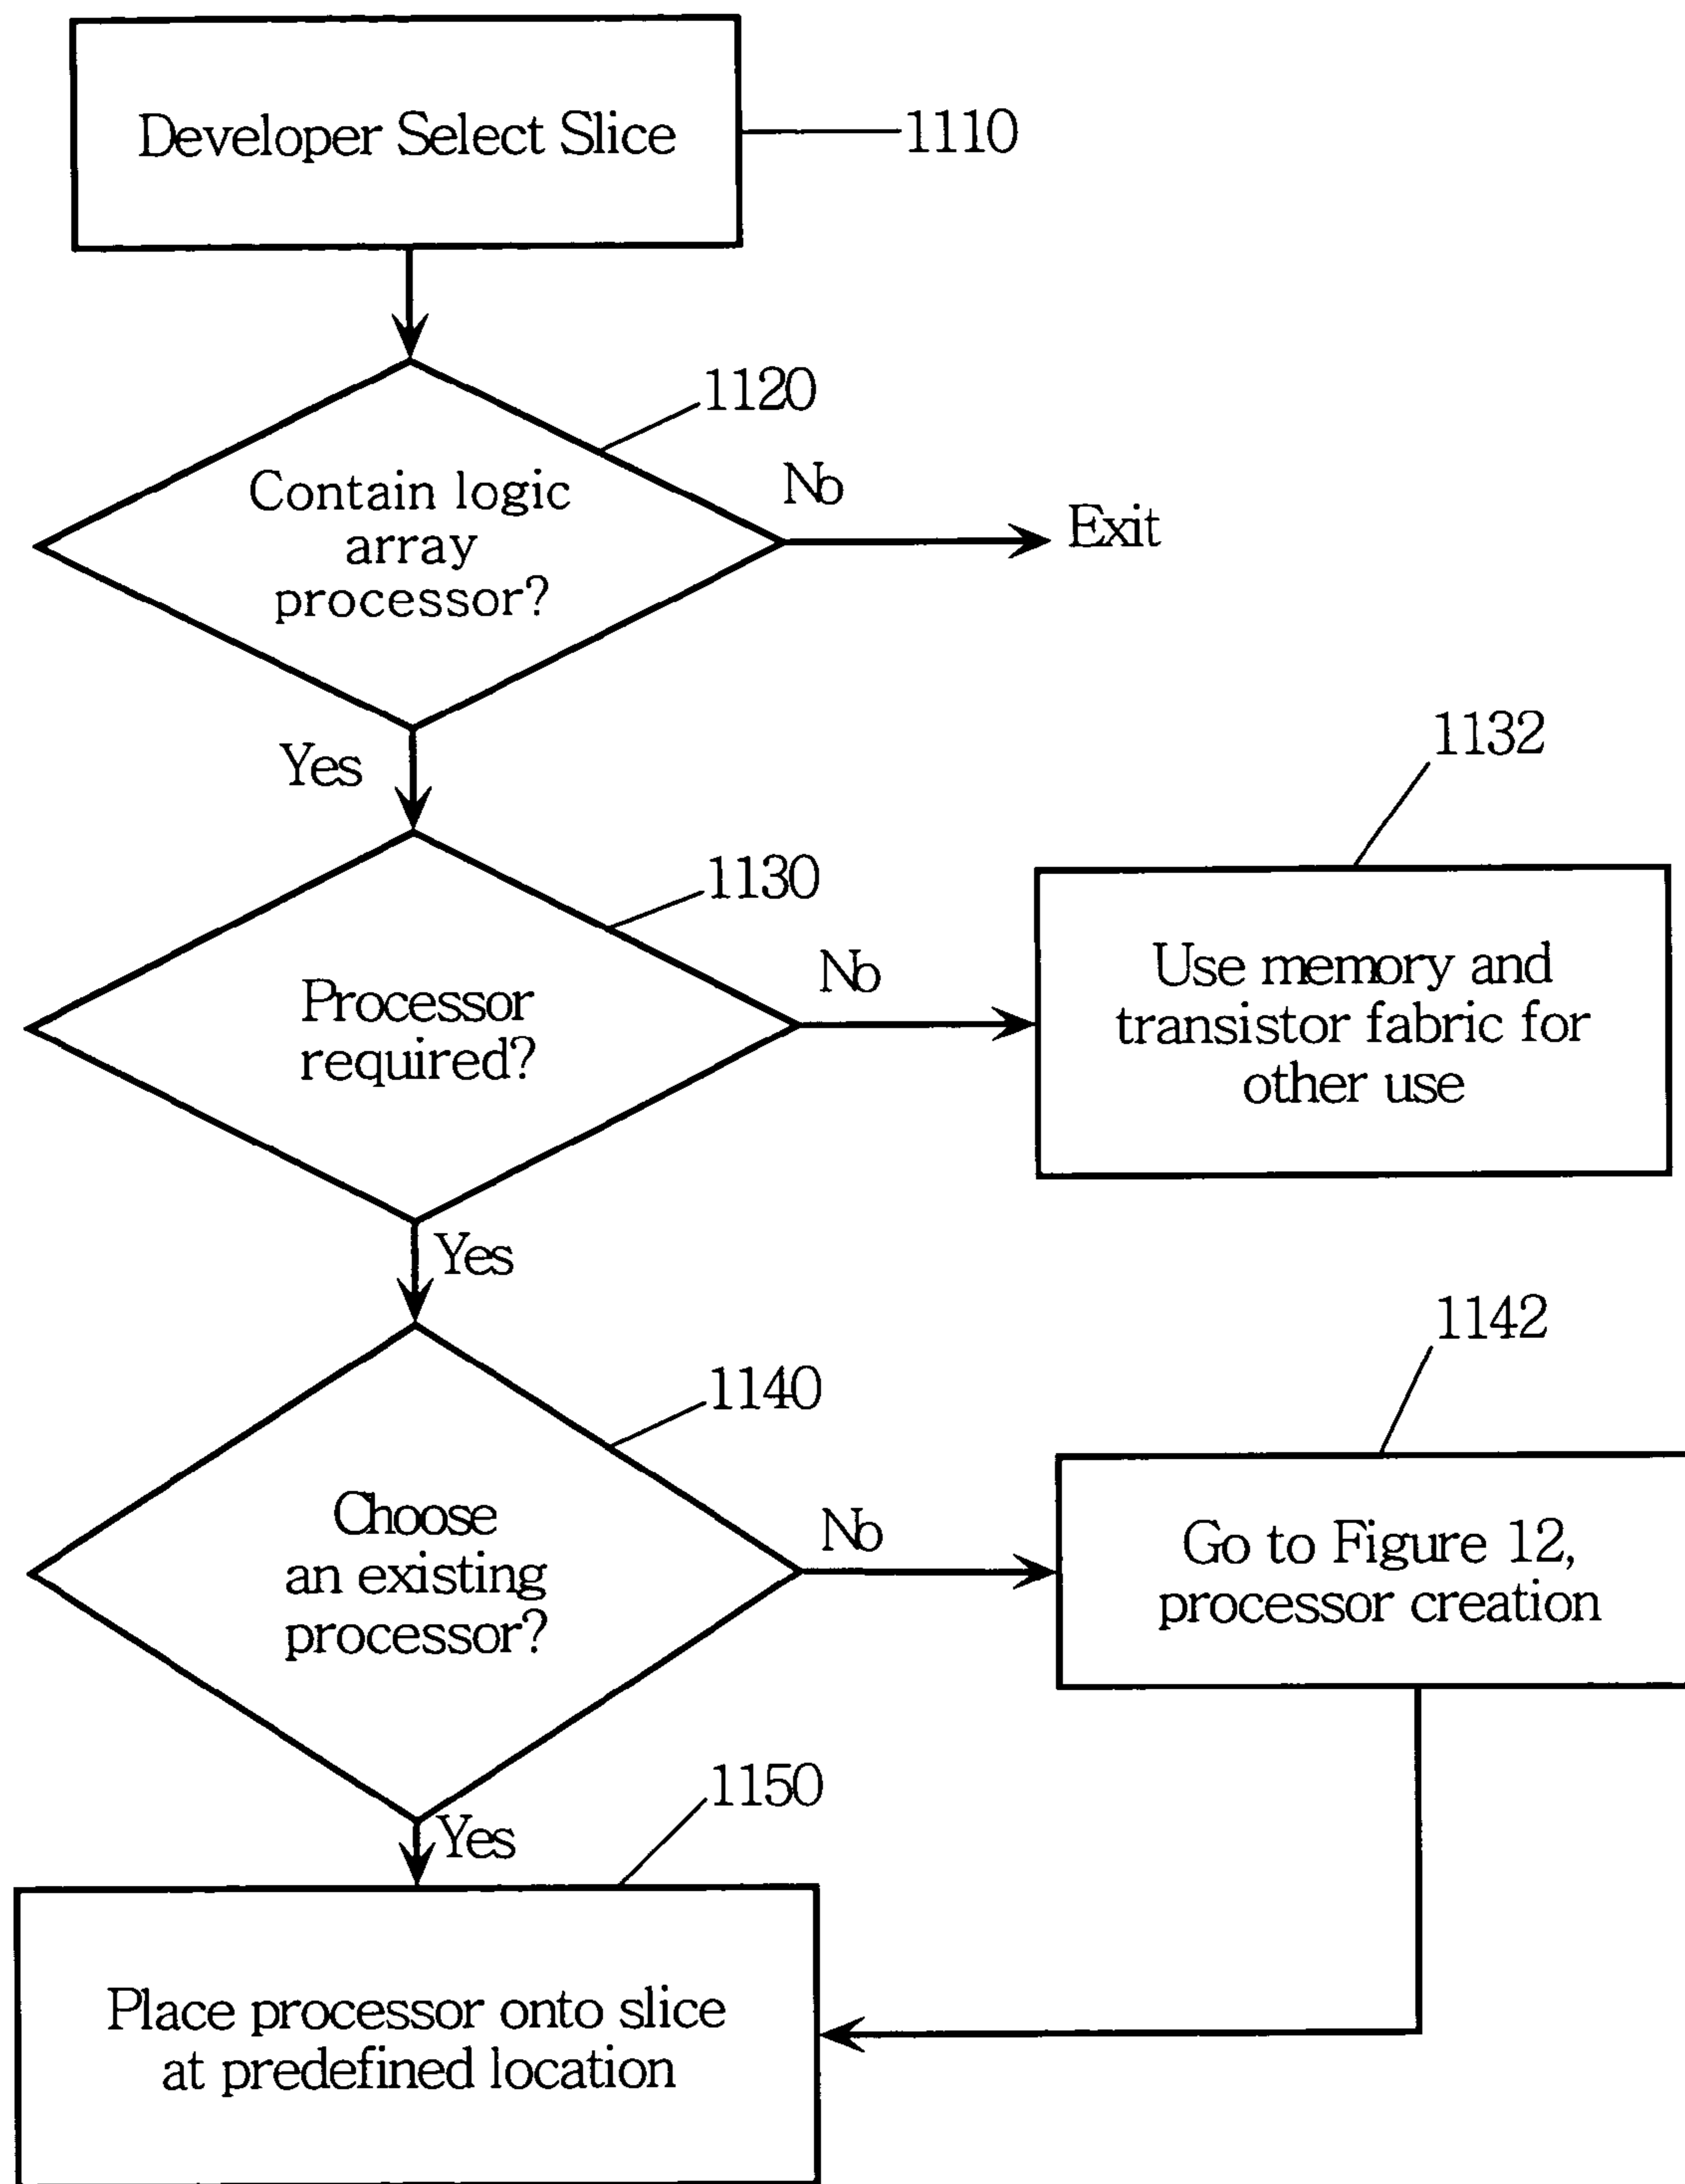 Developer Select Slice
1110
1120
Contain logic
array
processor?
No
Exit
Yes
1130
1132
Processor
required?
No
Use memory and
transistor fabric for
other use
Yes
1140
1142
Choose
an existing
processor?
No
Go to Figure 12,
processor creation
Yes
1150
Place processor onto slice
at predefined location